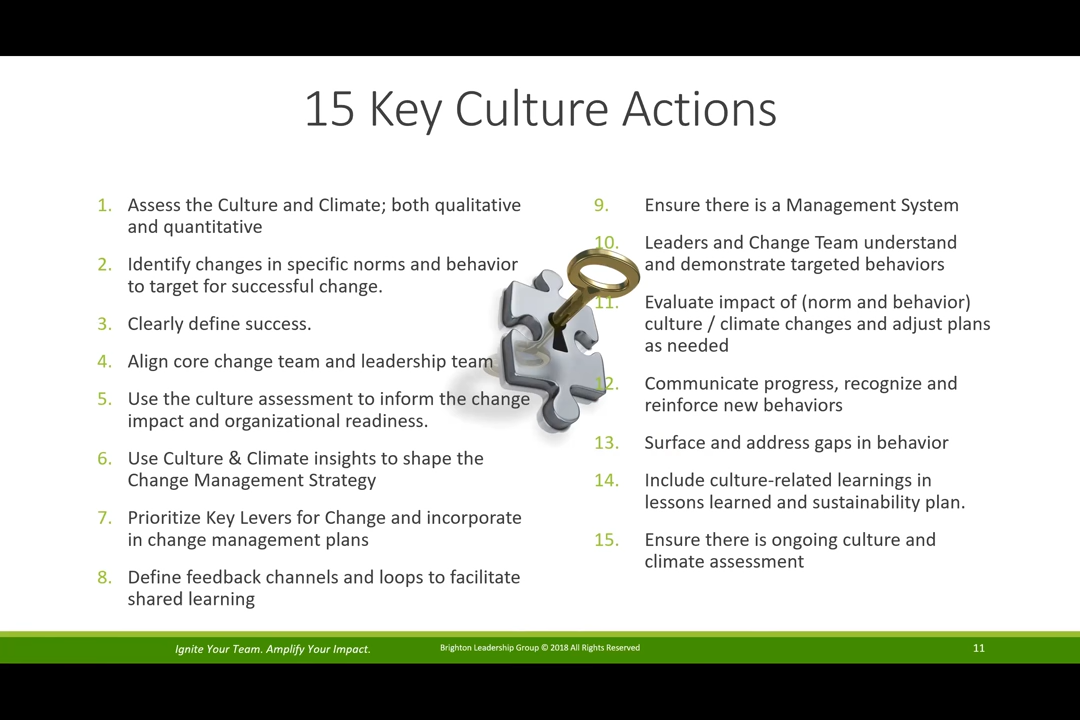 15 Key Culture Actions
1. Assess the Culture and Climate; both qualitative
and quantitative
2. Identify changes in specific norms and behavior
to target for successful change.
3. Clearly define success.
4. Align core change team and leadership team
5. Use the culture assessment to inform the change
impact and organizational readiness.
6. Use Culture & Climate insights to shape the
Change Management Strategy
7. Prioritize Key Levers for Change and incorporate
in change management plans
8. Define feedback channels and loops to facilitate
shared learning
9. Ensure there is a Management System
10. Leaders and Change Team understand
and demonstrate targeted behaviors
11. Evaluate impact of (norm and behavior)
culture / climate changes and adjust plans
as needed
12. Communicate progress, recognize and
reinforce new behaviors
13. Surface and address gaps in behavior
14. Include culture-related learnings in
lessons learned and sustainability plan.
15. Ensure there is ongoing culture and
climate assessment
Ignite Your Team. Amplify Your Impact.
Brighton Leadership Group © 2018 All Rights Reserved
11